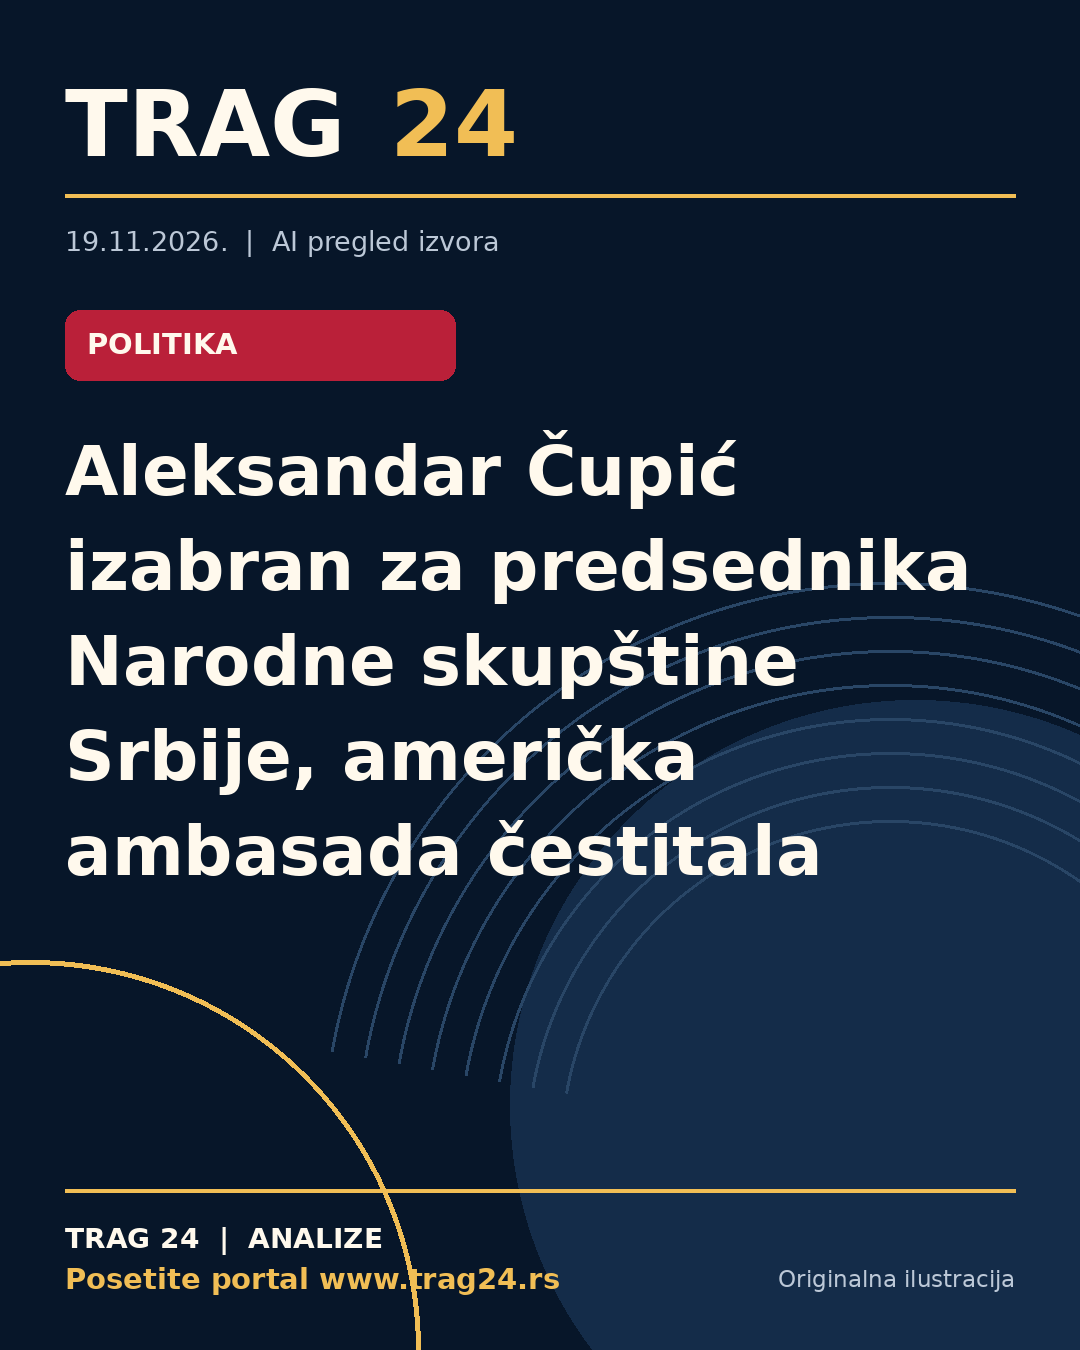 TRAG 24
19.11.2026. | AI pregled izvora
POLITIKA
Aleksandar Čupić
izabran za predsednika
Narodne skupštine
Srbije, američka
ambasada čestitala
TRAG 24 | ANALIZE
Posetite portal www.trag24.rs
Originalna ilustracija